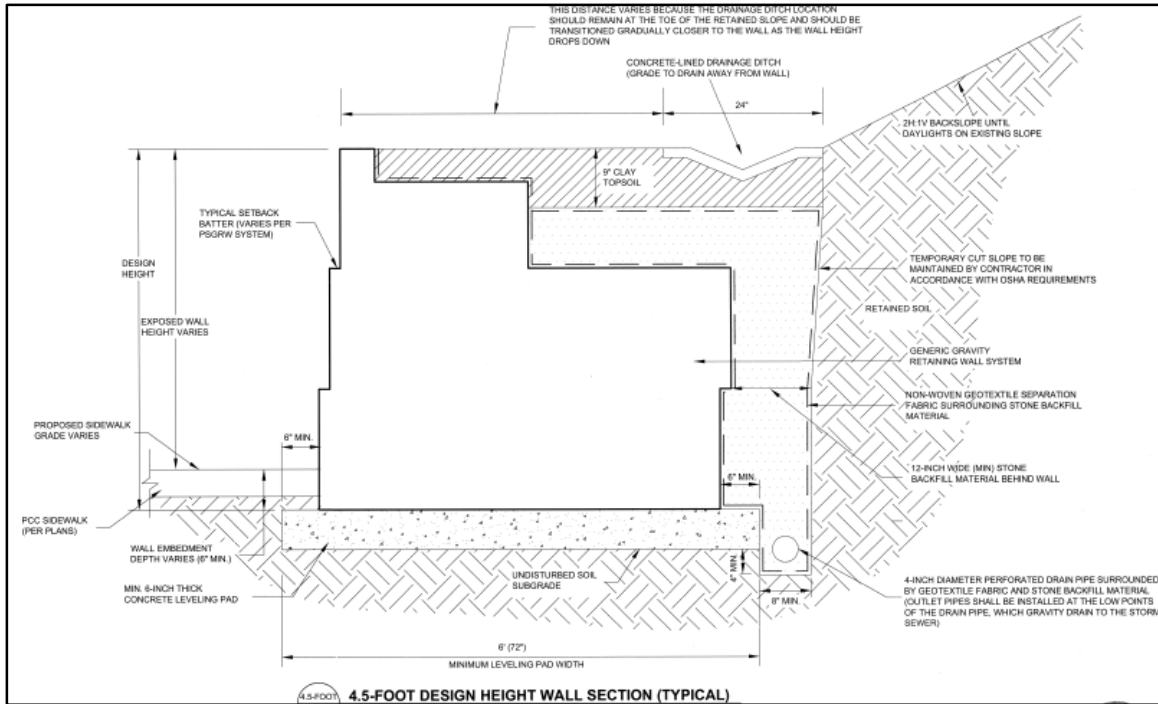 THIS DISTANCE VARIES BECAUSE THE DRAINAGE DITCH LOCATION
SHOULD REMAIN AT THE TOE OF THE RETAINED SLOPE AND SHOULD BE
TRANSITIONED GRADUALLY CLOSER TO THE WALL AS THE WALL HEIGHT
DROPS DOWN
CONCRETE-LINED DRAINAGE DITCH
(GRADE TO DRAIN AWAY FROM WALL)
24"
2H:1V BACKSLOPE UNTIL
DAYLIGHTS ON EXISTING SLOPE
9" CLAY
TOPSOIL
TYPICAL SETBACK
BATTER (VARIES PER
PSGRW SYSTEM)
DESIGN
HEIGHT
TEMPORARY CUT SLOPE TO BE
MAINTAINED BY CONTRACTOR IN
ACCORDANCE WITH OSHA REQUIREMENTS
RETAINED SOIL
EXPOSED WALL
HEIGHT VARIES
GENERIC GRAVITY
RETAINING WALL SYSTEM
NON-WOVEN GEOTEXTILE SEPARATION
FABRIC SURROUNDING STONE BACKFILL
MATERIAL
PROPOSED SIDEWALK
GRADE VARIES
6" MIN.
12-INCH WIDE (MIN) STONE
BACKFILL MATERIAL BEHIND WALL
6" MIN.
PCC SIDEWALK
(PER PLANS)
WALL EMBEDMENT
DEPTH VARIES (6" MIN.)
MIN. 6-INCH THICK
CONCRETE LEVELING PAD
UNDISTURBED SOIL
SUBGRADE
4" MIN.
8" MIN.
4-INCH DIAMETER PERFORATED DRAIN PIPE SURROUNDED
BY GEOTEXTILE FABRIC AND STONE BACKFILL MATERIAL
(OUTLET PIPES SHALL BE INSTALLED AT THE LOW POINTS
OF THE DRAIN PIPE, WHICH GRAVITY DRAIN TO THE STORM
SEWER)
6' (72")
MINIMUM LEVELING PAD WIDTH
4.5-FOOT
4.5-FOOT DESIGN HEIGHT WALL SECTION (TYPICAL)